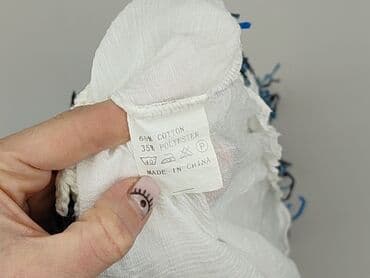 65% COTTON
35% POLYESTER
P
MADE IN CHINA